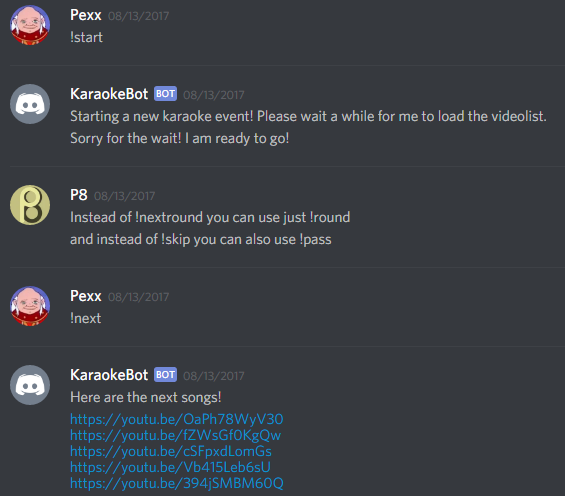 Pexx 08/13/2017
!start
KaraokeBot BOT 08/13/2017
Starting a new karaoke event! Please wait a while for me to load the videolist.
Sorry for the wait! I am ready to go!
P8 08/13/2017
Instead of !nextround you can use just !round
and instead of !skip you can also use !pass
Pexx 08/13/2017
!next
KaraokeBot BOT 08/13/2017
Here are the next songs!
https://youtu.be/OaPh78WyV30
https://youtu.be/fZWsGf0KgQw
https://youtu.be/cSFpxdLomGs
https://youtu.be/Vb415Leb6sU
https://youtu.be/394jSMBM60Q